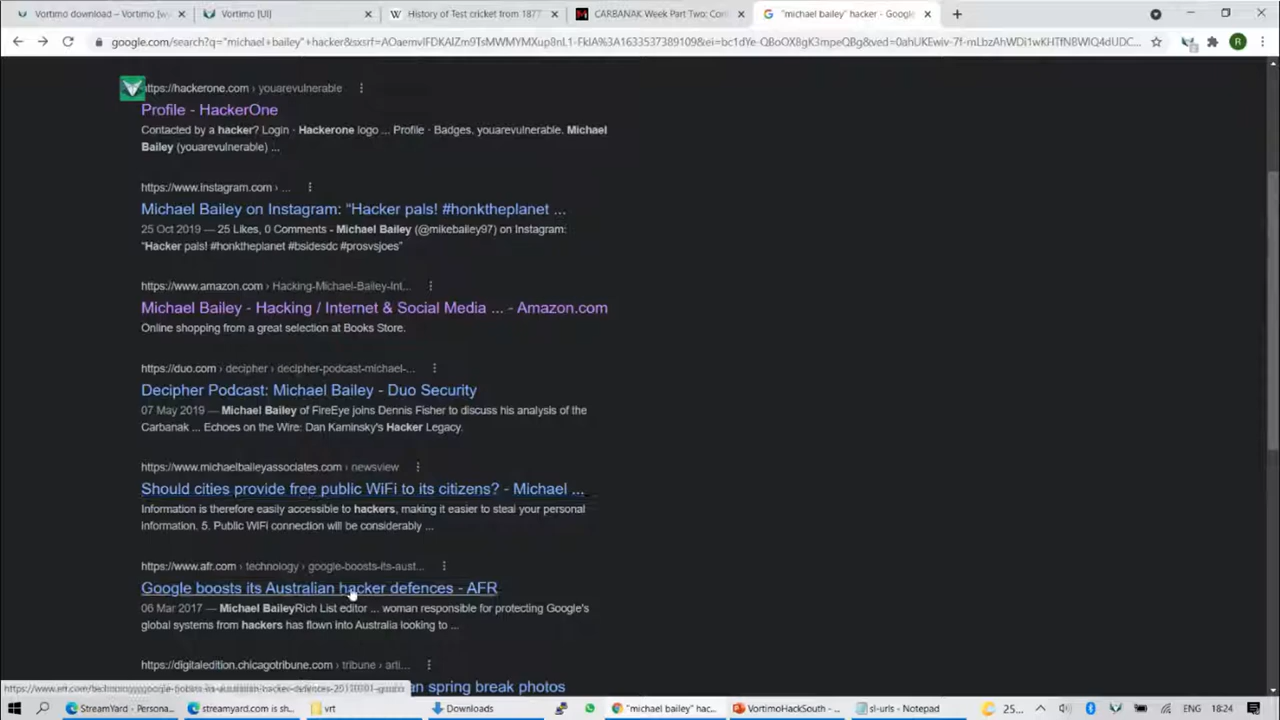 Vortimo download – Vortimo [w
Vortimo [UI]
History of Test cricket from 1877
CARBANAK Week Part Two: Con
"michael bailey" hacker - Google
google.com/search?q="michael+bailey"+hacker&sxsrf=
https://hackerone.com › youarevulnerable
Profile - HackerOne
Contacted by a hacker? Login · Hackerone logo ... Profile · Badges. youarevulnerable. Michael
Bailey (youarevulnerable) ...
https://www.instagram.com › ...
Michael Bailey on Instagram: “Hacker pals! #honktheplanet ...
25 Oct 2019 — 25 Likes, 0 Comments - Michael Bailey (@mikebailey97) on Instagram:
“Hacker pals! #honktheplanet #bsidesdc #prosvsjoes”
https://www.amazon.com › Hacking-Michael-Bailey-Int...
Michael Bailey - Hacking / Internet & Social Media ... - Amazon.com
Online shopping from a great selection at Books Store.
https://duo.com › decipher › decipher-podcast-michael-...
Decipher Podcast: Michael Bailey - Duo Security
07 May 2019 — Michael Bailey of FireEye joins Dennis Fisher to discuss his analysis of the
Carbanak ... Echoes on the Wire: Dan Kaminsky's Hacker Legacy.
https://www.michaelbaileyassociates.com › newsview
Should cities provide free public WiFi to its citizens? - Michael ...
Information is therefore easily accessible to hackers, making it easier to steal your personal
information. 5. Public WiFi connection will be considerably ...
https://www.afr.com › technology › google-boosts-its-aust...
Google boosts its Australian hacker defences - AFR
06 Mar 2017 — Michael BaileyRich List editor ... woman responsible for protecting Google's
global systems from hackers has flown into Australia looking to ...
https://digitaledition.chicagotribune.com › tribune › arti...
an spring break photos
StreamYard - Persona...
streamyard.com is sh...
vrt
Downloads
"michael bailey" hac...
VortimoHackSouth - ...
sl-urls - Notepad
25...
ENG
18:24